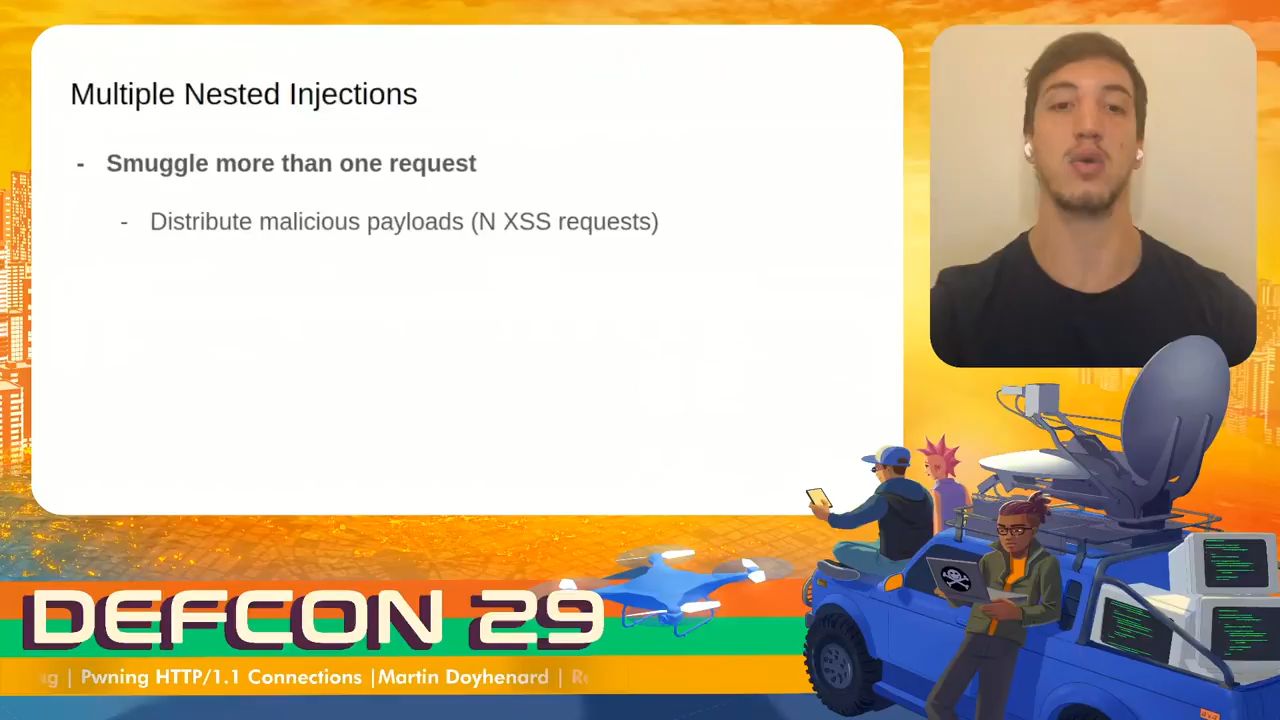 Multiple Nested Injections
- Smuggle more than one request
- Distribute malicious payloads (N XSS requests)
DEFCON 29
| Pwning HTTP/1.1 Connections |Martin Doyhenard |